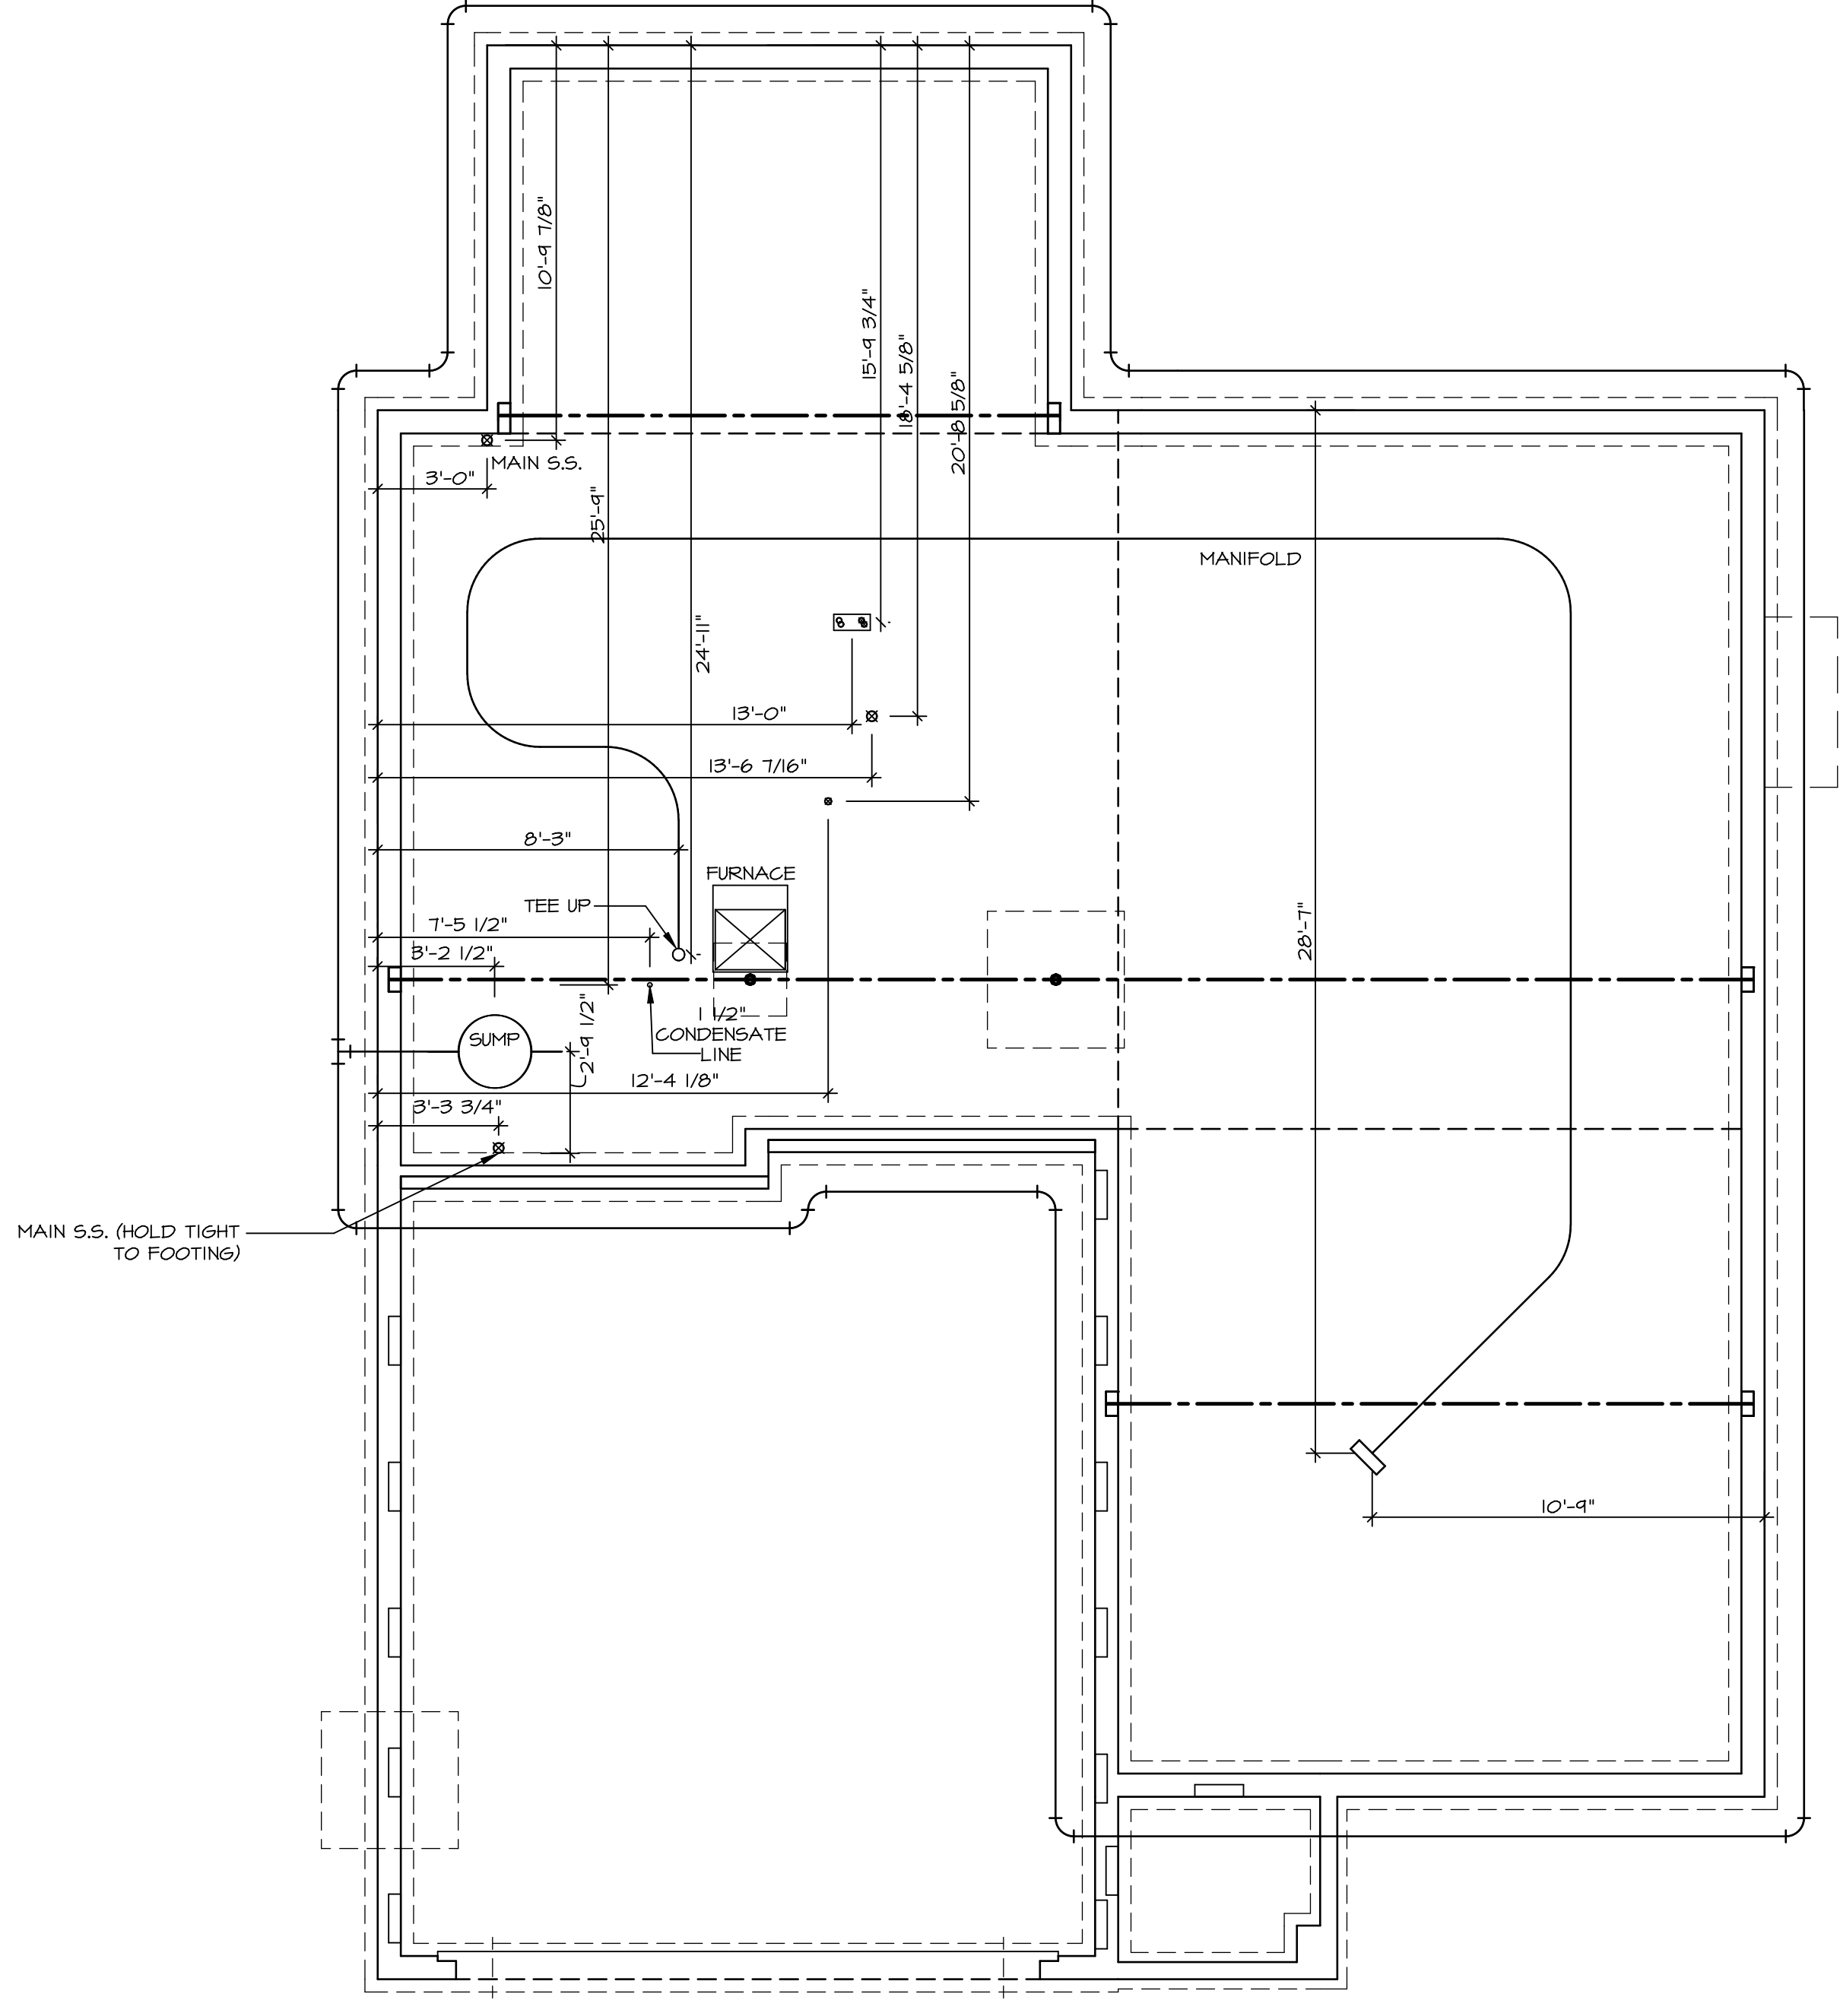 10'-9 7/8"
15'-9 3/4"
18'-4 5/8"
20'-8 5/8"
MAIN S.S.
3'-0"
25'-9"
MANIFOLD
24'-11"
13'-0"
13'-6 7/16"
8'-3"
FURNACE
TEE UP
7'-5 1/2"
3'-2 1/2"
28'-7"
1 1/2"
CONDENSATE
LINE
SUMP
2'-9 1/2"
12'-4 1/8"
3'-3 3/4"
MAIN S.S. (HOLD TIGHT
TO FOOTING)
10'-9"